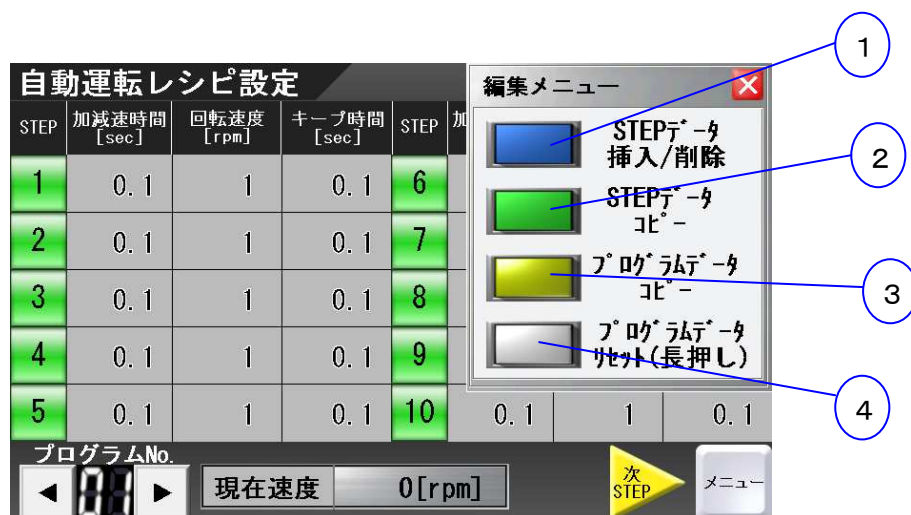 1
自動運転レシピ設定
編集メニュー
STEP 加減速時間 回転速度 キープ時間 STEP 加
[sec] [rpm] [sec]
STEPﾃﾞｰﾀ
挿入/削除
2
1 0.1 1 0.1 6
STEPﾃﾞｰﾀ
ｺﾋﾟｰ
2 0.1 1 0.1 7
ﾌﾟﾛｸﾞﾗﾑﾃﾞｰﾀ
ｺﾋﾟｰ
3
3 0.1 1 0.1 8
ﾌﾟﾛｸﾞﾗﾑﾃﾞｰﾀ
ﾘｾｯﾄ(長押し)
4 0.1 1 0.1 9
4
5 0.1 1 0.1 10 0.1 1 0.1
プログラムNo.
現在速度 0[rpm]
次
STEP
メニュー